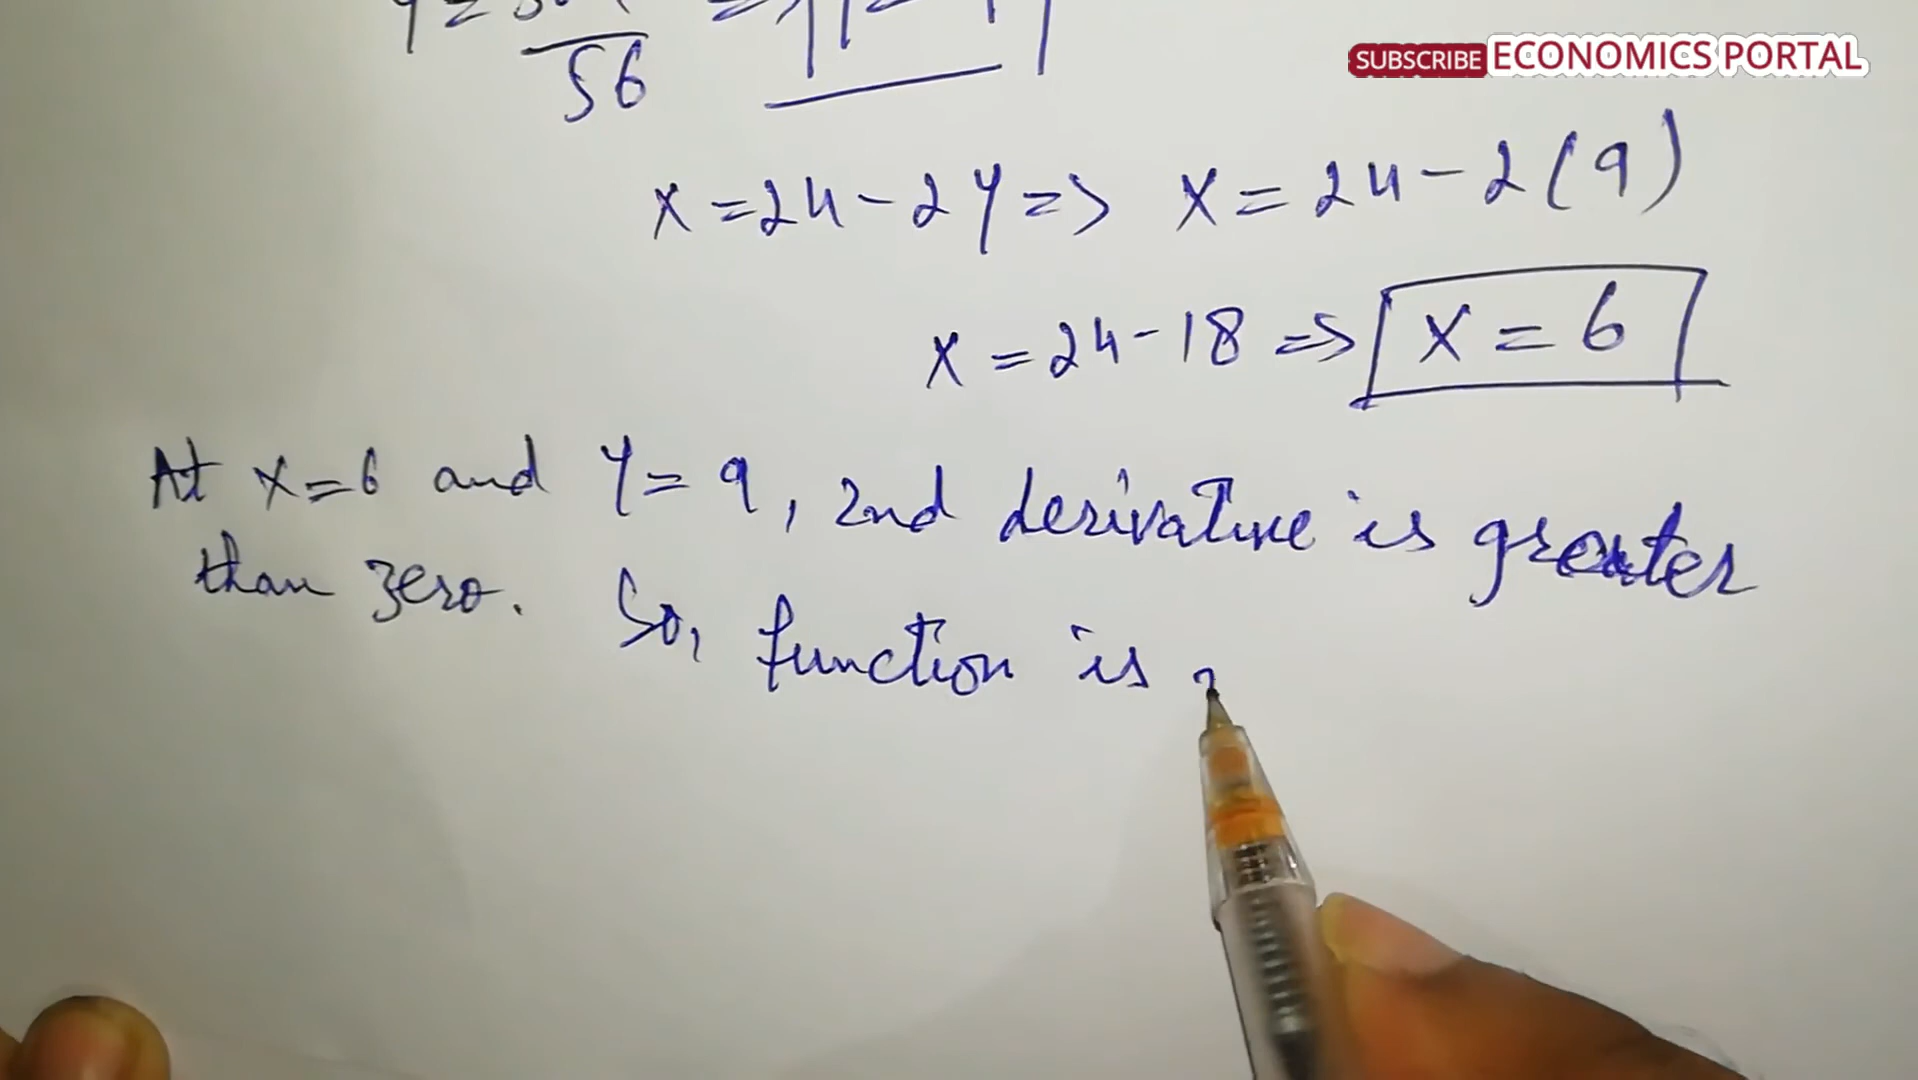 SUBSCRIBE ECONOMICS PORTAL
56
x = 24 - 2y => x = 24 - 2(9)
x = 24 - 18 => x = 6
At x = 6 and y = 9, 2nd derivative is greater
than zero. So, function is